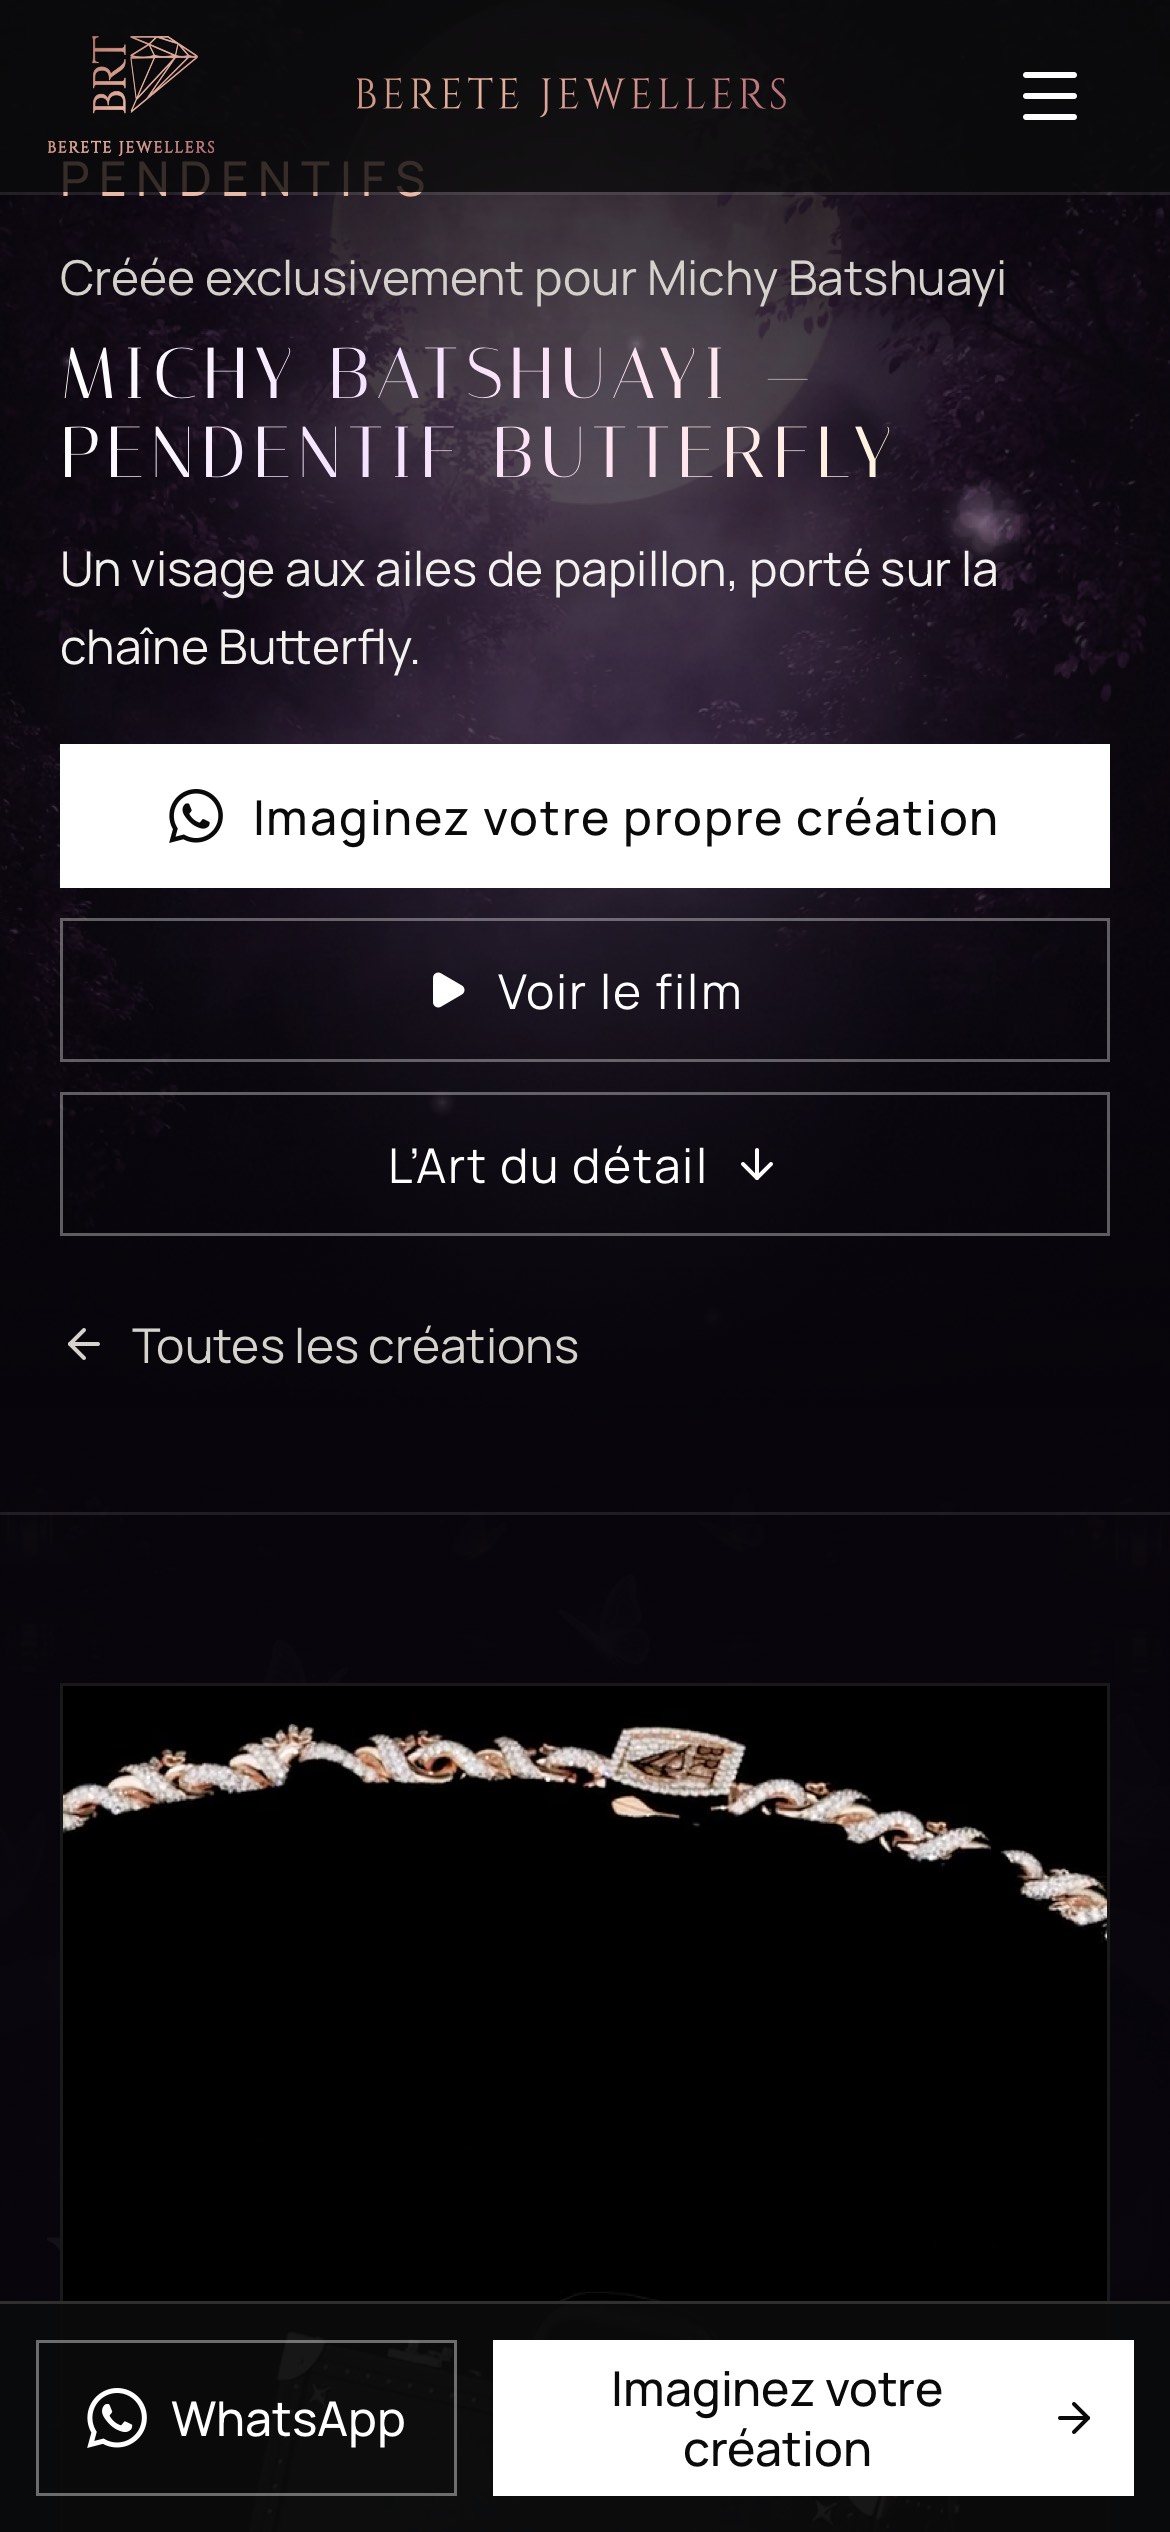 BRT
BERETE JEWELLERS
BERETE JEWELLERS
PENDENTIFS
Créée exclusivement pour Michy Batshuayi
MICHY BATSHUAYI —
PENDENTIF BUTTERFLY
Un visage aux ailes de papillon, porté sur la
chaîne Butterfly.
Imaginez votre propre création
Voir le film
L’Art du détail ↓
← Toutes les créations
BRT
WhatsApp
Imaginez votre
création →